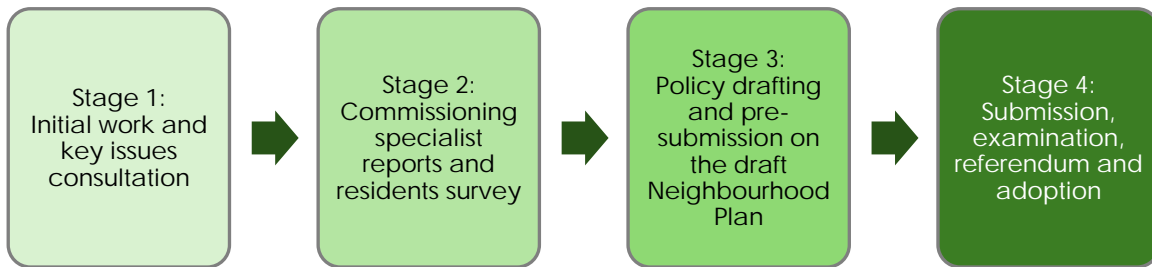 Stage 1:
Initial work and
key issues
consultation
Stage 2:
Commissioning
specialist
reports and
residents survey
Stage 3:
Policy drafting
and pre-
submission on
the draft
Neighbourhood
Plan
Stage 4:
Submission,
examination,
referendum and
adoption